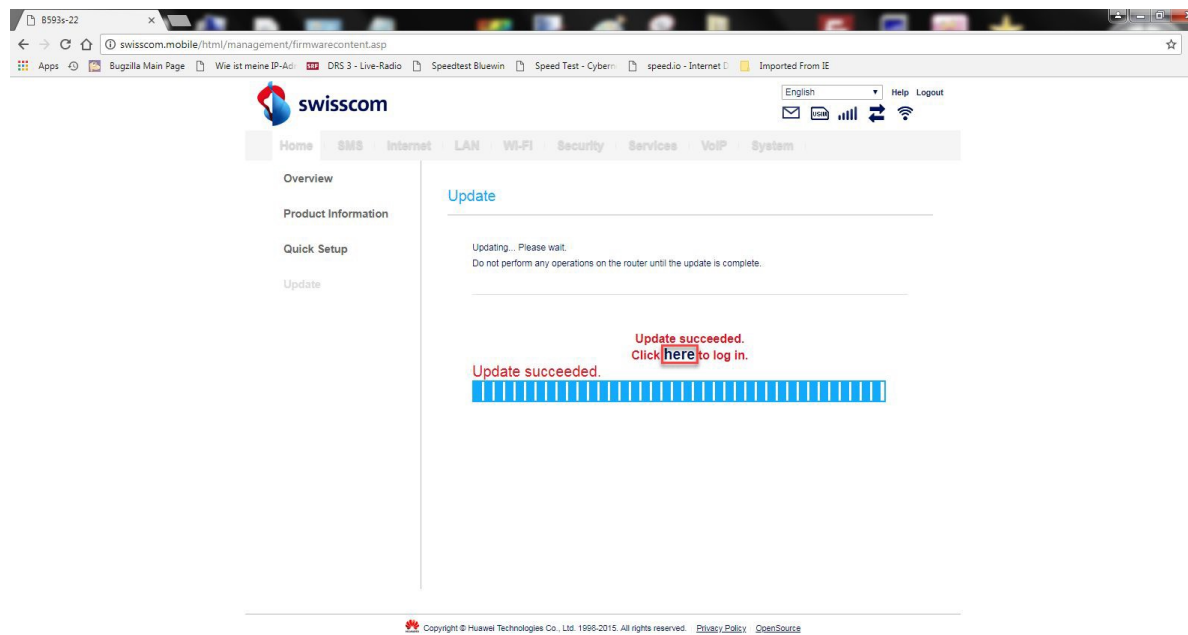 B593s-22
swisscom.mobile/html/management/firmwarecontent.asp
Apps Bugzilla Main Page Wie ist meine IP-Ad SRF DRS 3 - Live-Radio Speedtest Bluewin Speed Test - Cybern speed.io - Internet D Imported From IE
swisscom
English Help Logout
USIM
Home SMS Internet LAN Wi-Fi Security Services VoIP System
Overview
Product Information
Quick Setup
Update
Update
Updating... Please wait.
Do not perform any operations on the router until the update is complete.
Update succeeded.
Click here to log in.
Update succeeded.
Copyright © Huawei Technologies Co., Ltd. 1998-2015. All rights reserved. Privacy Policy OpenSource